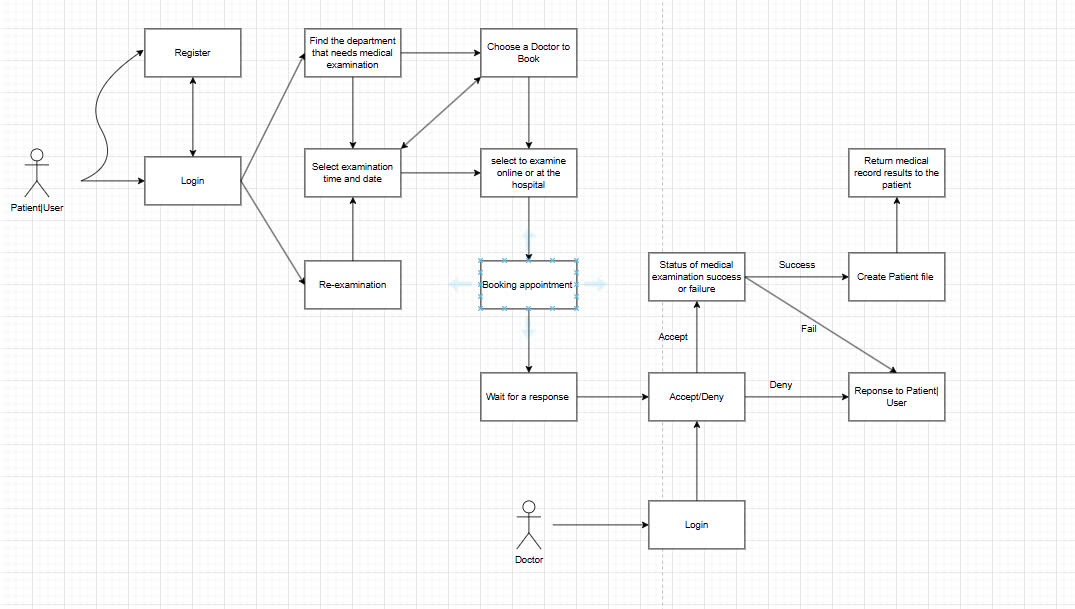 Register
Find the department
that needs medical
examination
Choose a Doctor to
Book
Patient|User
Login
Select examination
time and date
select to examine
online or at the
hospital
Return medical
record results to the
patient
Re-examination
Booking appointment
Status of medical
examination success
or failure
Success
Create Patient file
Fail
Accept
Wait for a response
Accept/Deny
Deny
Reponse to Patient|
User
Doctor
Login